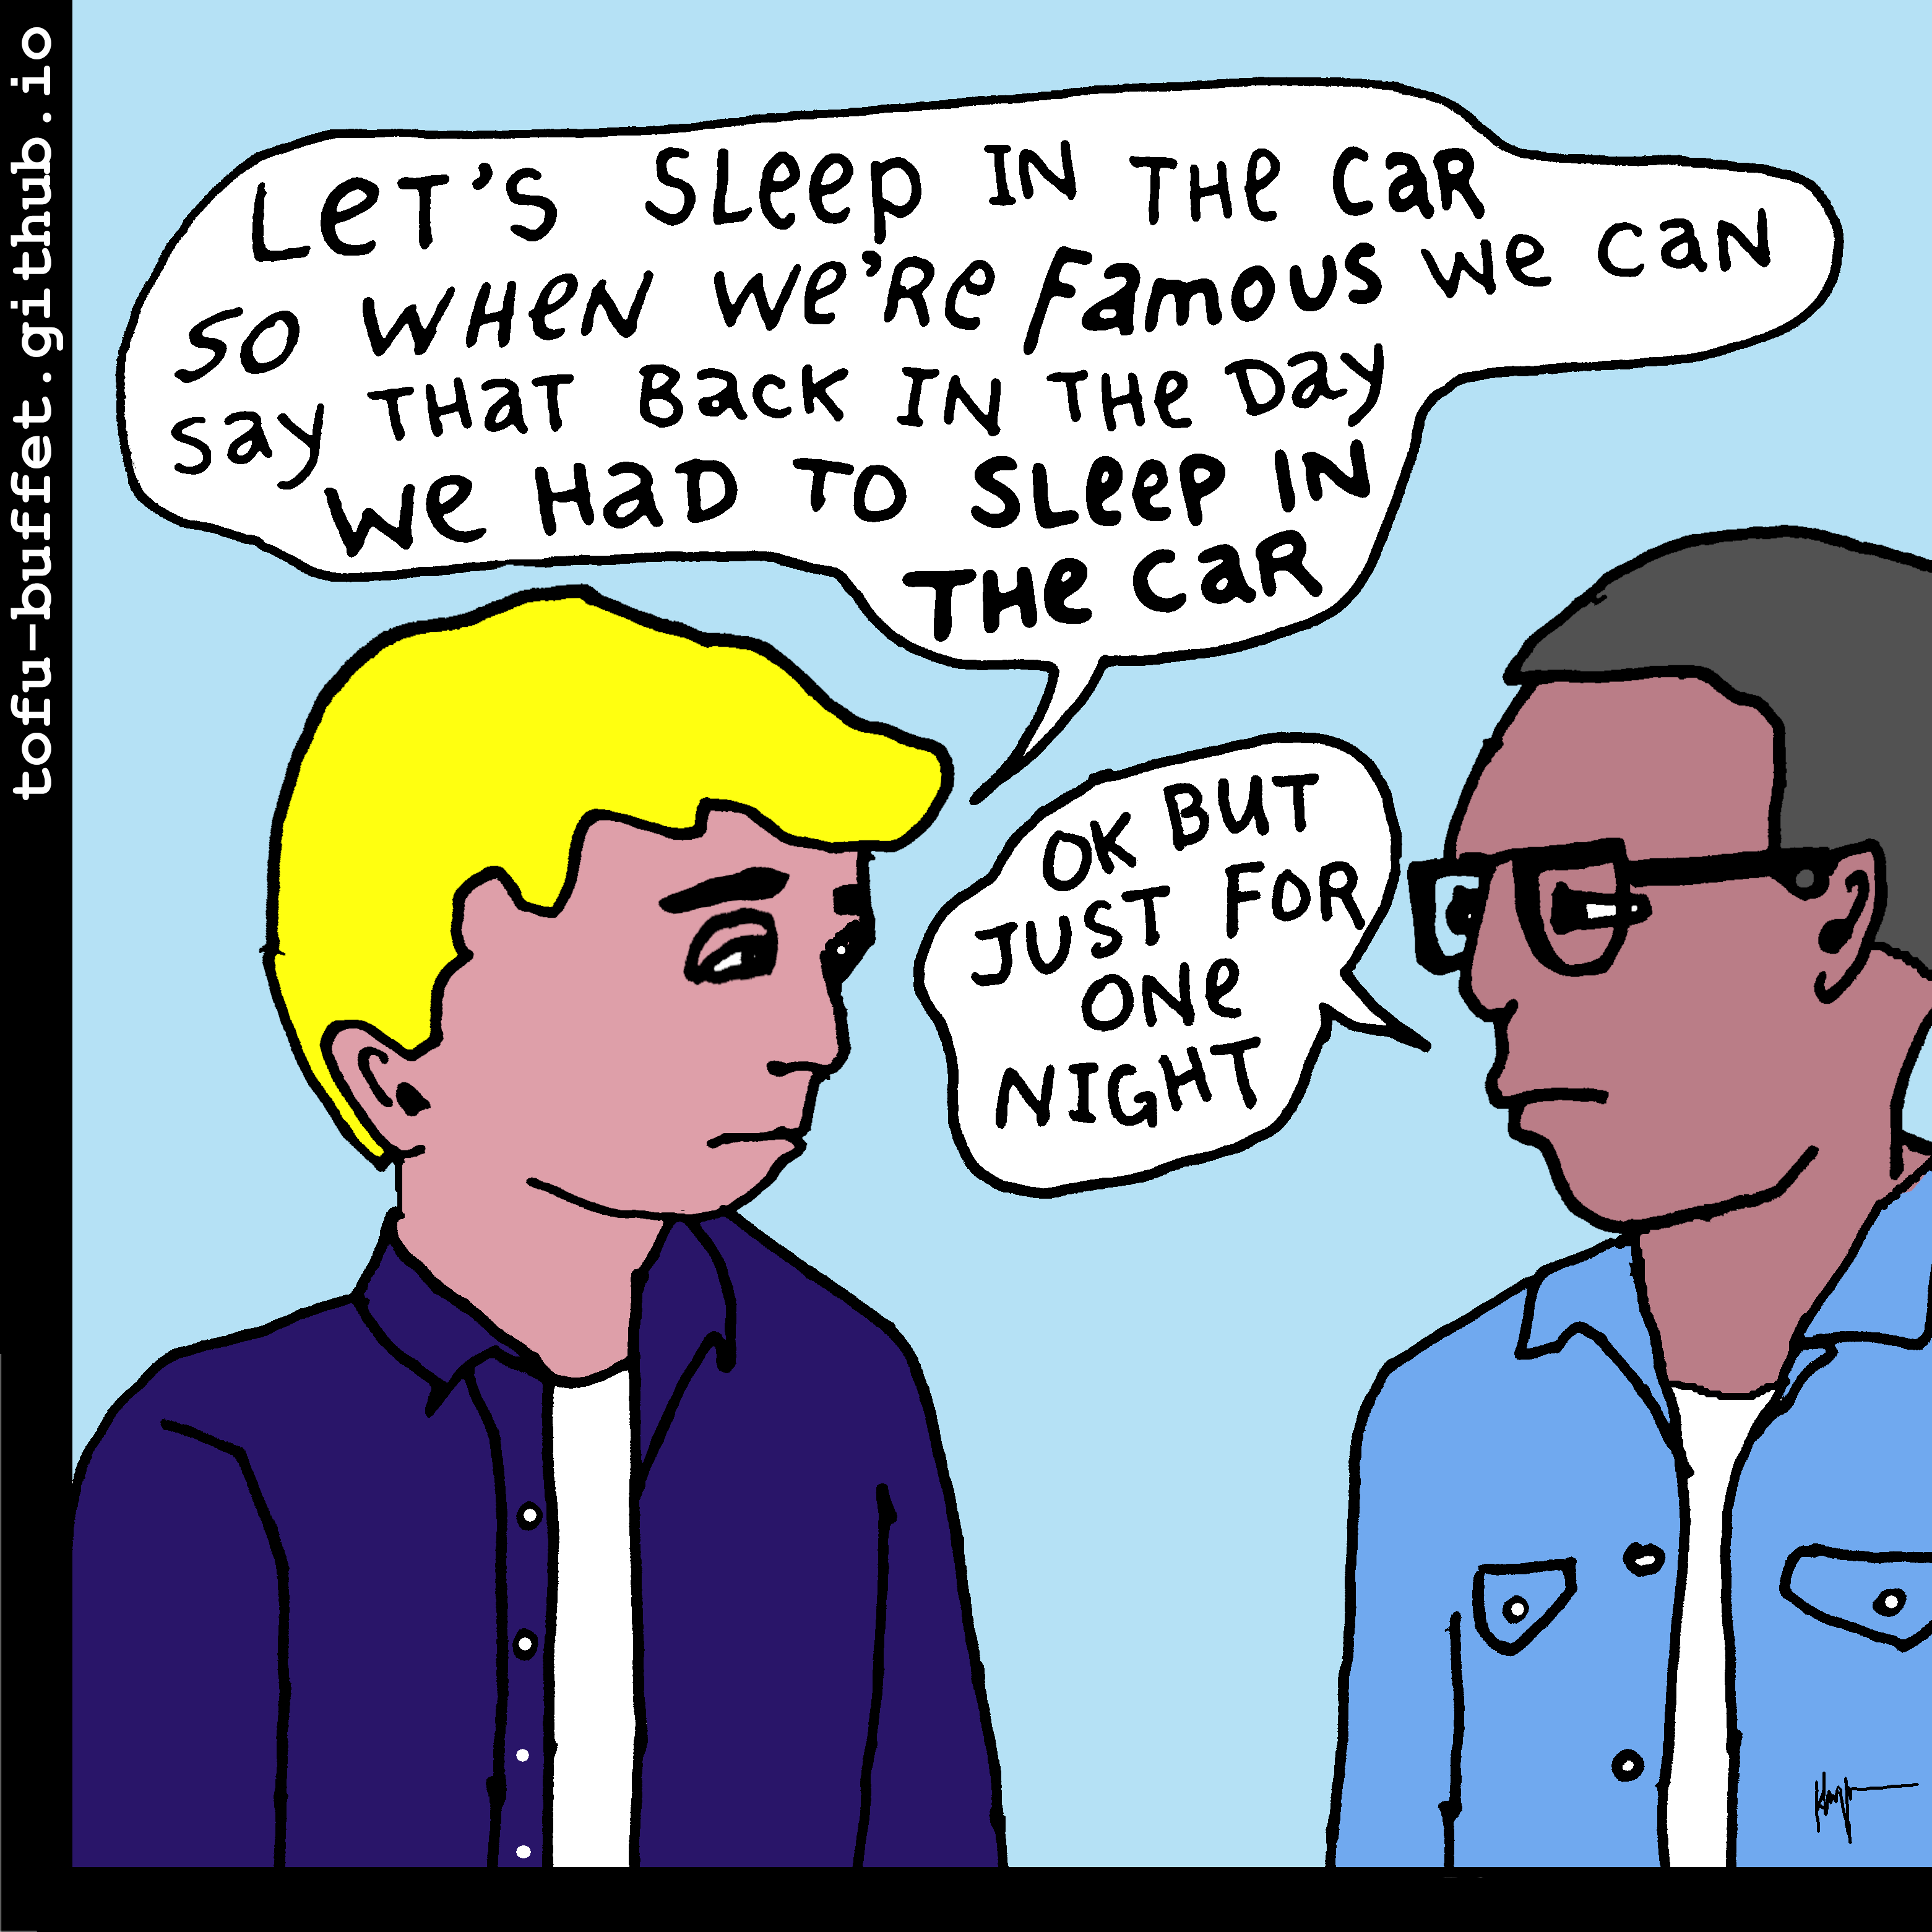 tofu-buffet.github.io
LET'S SLEEP IN THE CAR
SO WHEN WE'RE FAMOUS WE CAN
SAY THAT BACK IN THE DAY
WE HAD TO SLEEP IN
THE CAR
OK BUT
JUST FOR
ONE
NIGHT